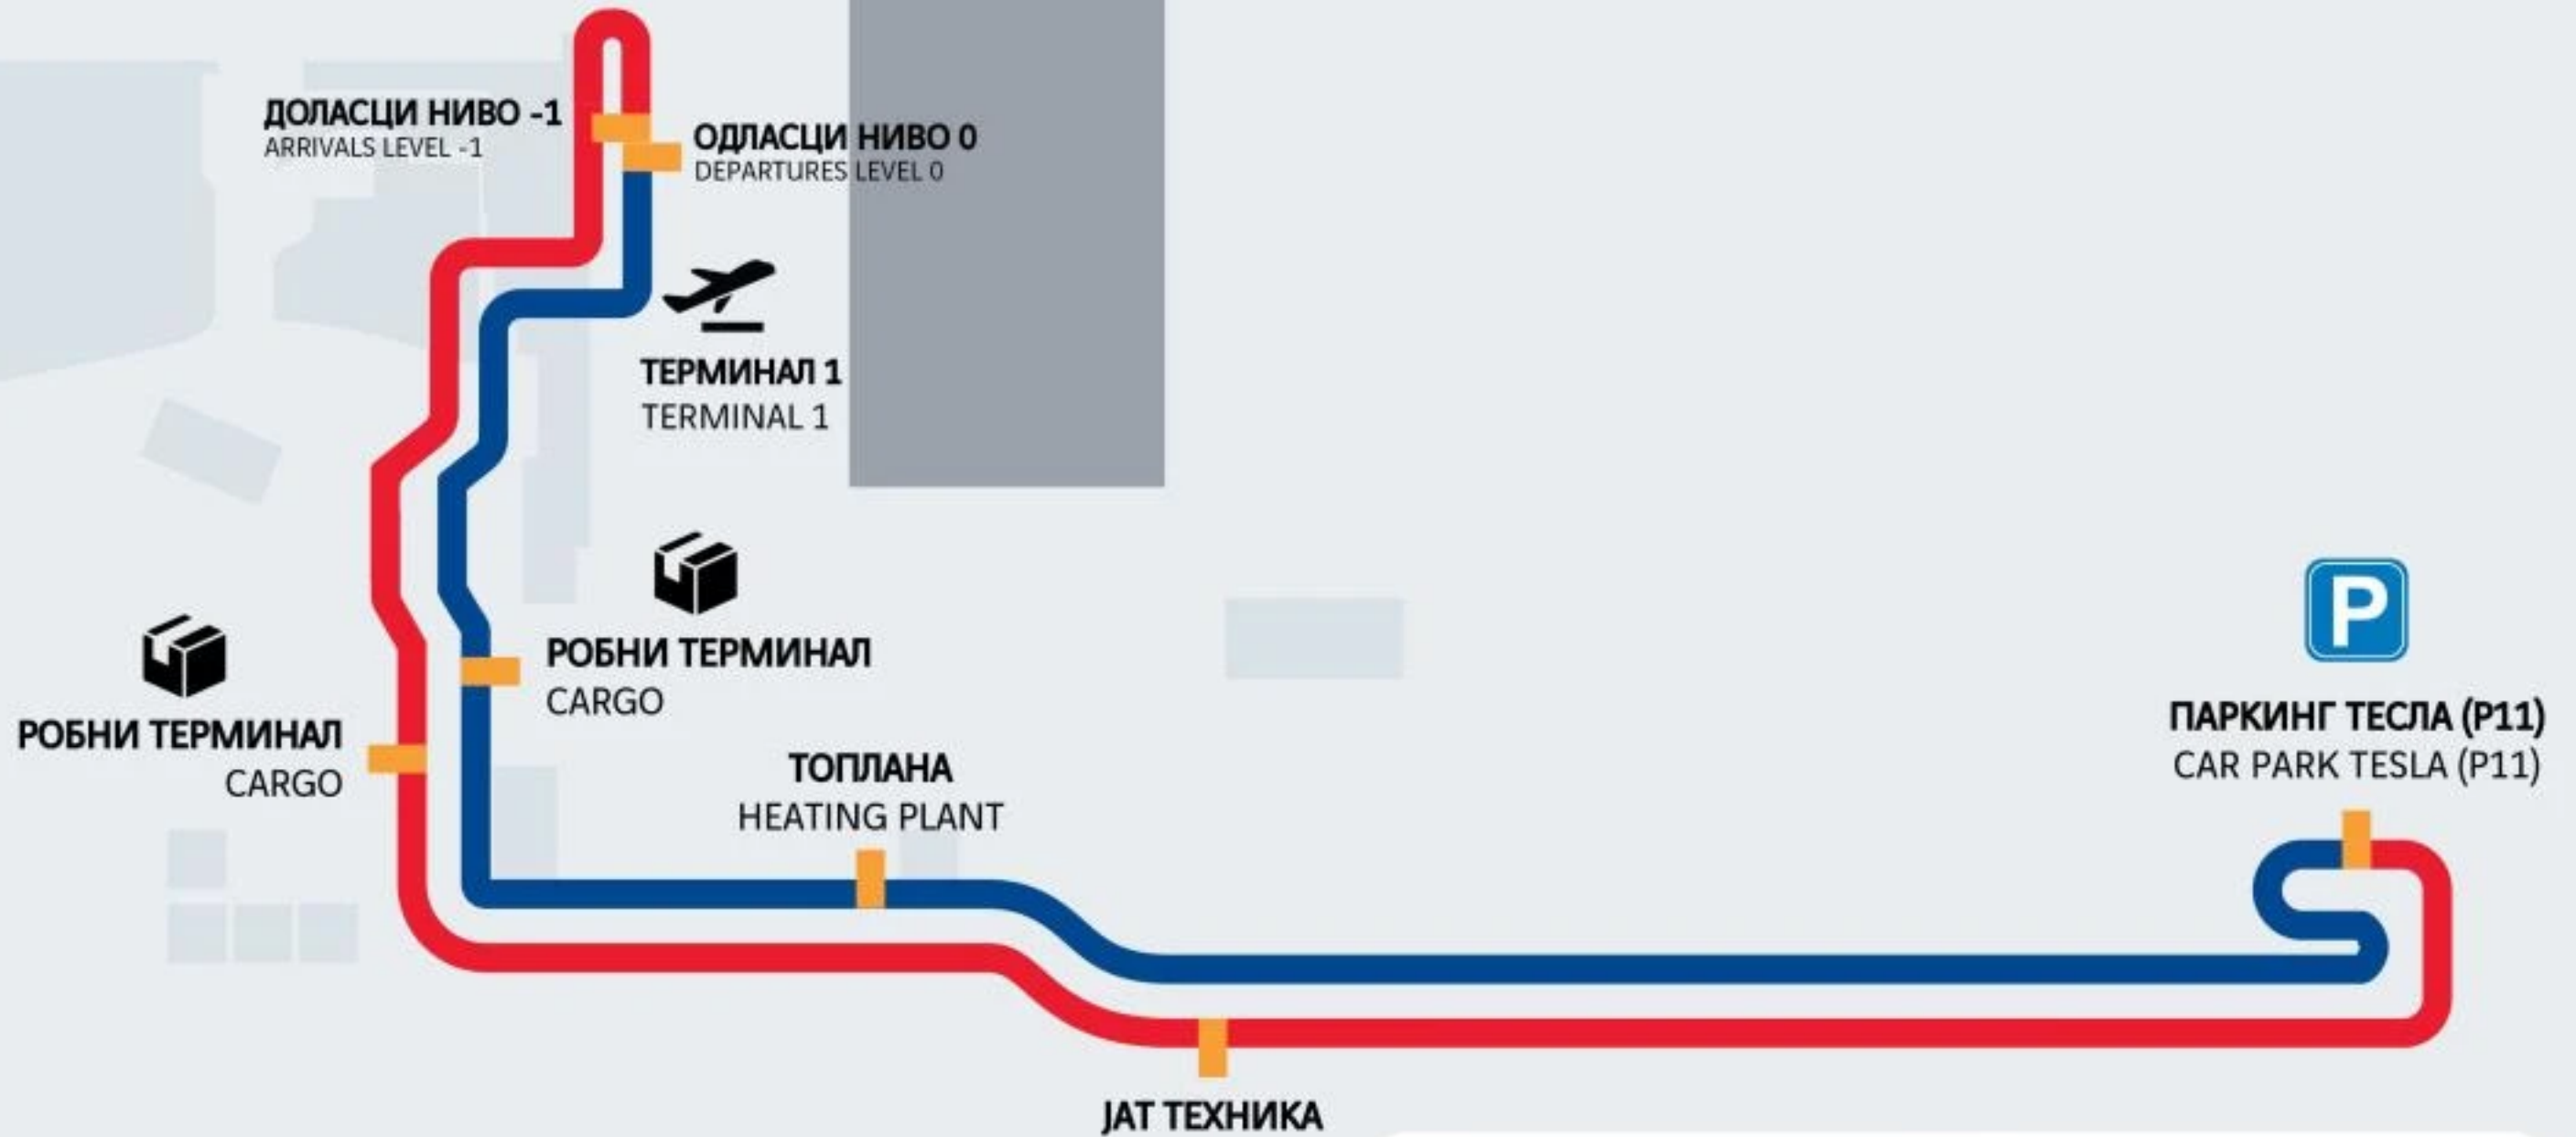 ДОЛАСЦИ НИВО -1
ARRIVALS LEVEL -1
ОДЛАСЦИ НИВО 0
DEPARTURES LEVEL 0
ТЕРМИНАЛ 1
TERMINAL 1
РОБНИ ТЕРМИНАЛ
CARGO
РОБНИ ТЕРМИНАЛ
CARGO
ТОПЛАНА
HEATING PLANT
P
ПАРКИНГ ТЕСЛА (P11)
CAR PARK TESLA (P11)
ЈАТ ТЕХНИКА